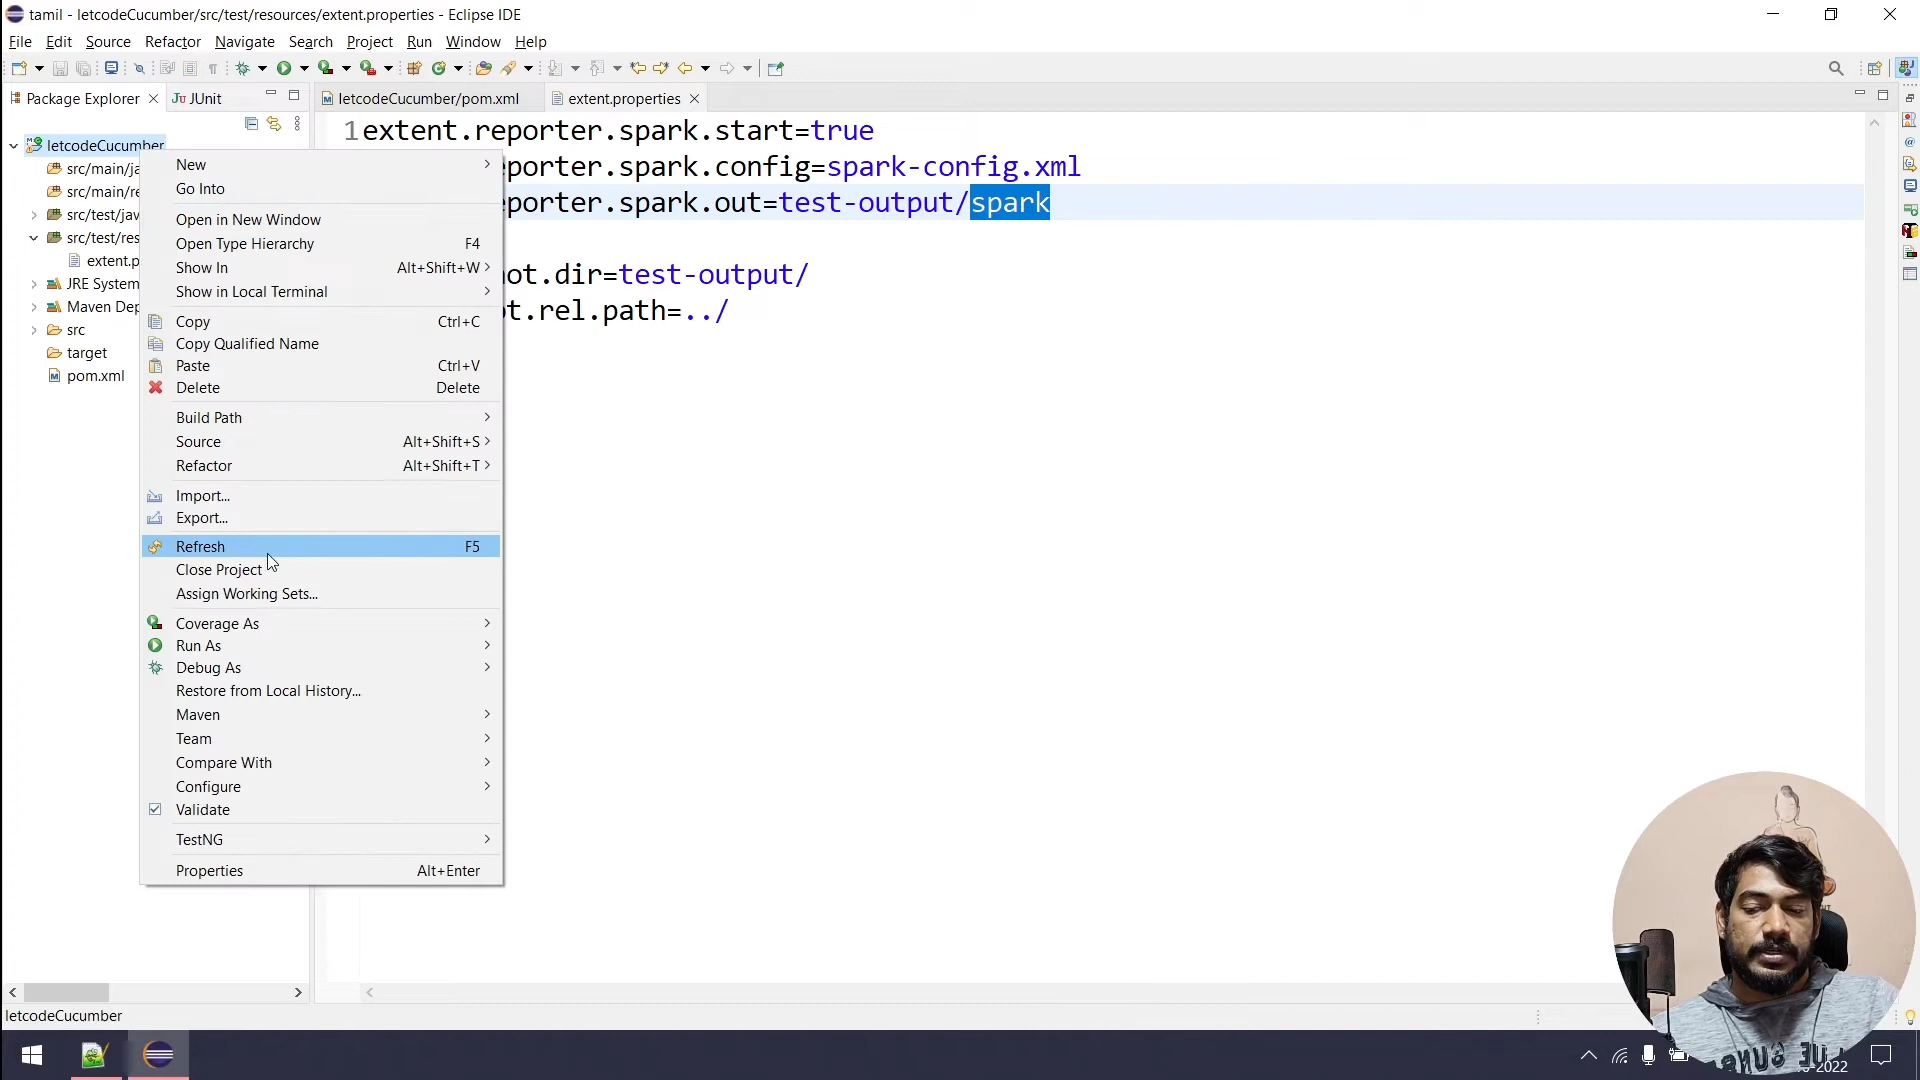 tamil - letcodeCucumber/src/test/resources/extent.properties - Eclipse IDE
File Edit Source Refactor Navigate Search Run Project Window Help
Package Explorer JUnit letcodeCucumber/pom.xml extent.properties
letcodeCucumber
src/main/ja
src/main/re
src/test/jav
src/test/res
extent.p
JRE System
Maven Dep
src
target
pom.xml
1 extent.reporter.spark.start=true
porter.spark.config=spark-config.xml
porter.spark.out=test-output/spark
ot.dir=test-output/
ot.rel.path=../
New
Go Into
Open in New Window
Open Type Hierarchy F4
Show In Alt+Shift+W
Show in Local Terminal
Copy Ctrl+C
Copy Qualified Name
Paste Ctrl+V
Delete Delete
Build Path
Source Alt+Shift+S
Refactor Alt+Shift+T
Import...
Export...
Refresh F5
Close Project
Assign Working Sets...
Coverage As
Run As
Debug As
Restore from Local History...
Maven
Team
Compare With
Configure
Validate
TestNG
Properties Alt+Enter
letcodeCucumber